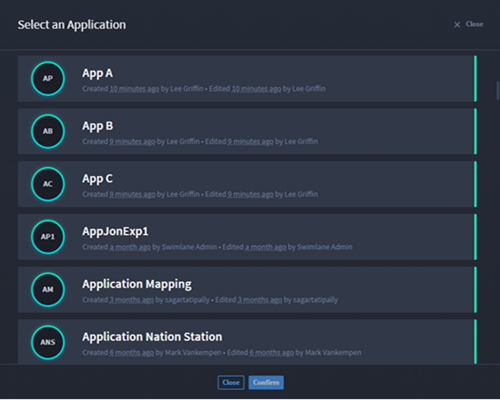 Select an Application
× Close
AP
App A
Created 10 minutes ago by Lee Griffin • Edited 10 minutes ago by Lee Griffin
AB
App B
Created 9 minutes ago by Lee Griffin • Edited 9 minutes ago by Lee Griffin
AC
App C
Created 9 minutes ago by Lee Griffin • Edited 9 minutes ago by Lee Griffin
AP1
AppJonExp1
Created a month ago by Swimlane Admin • Edited a month ago by Swimlane Admin
AM
Application Mapping
Created 3 months ago by sagartatipally • Edited 3 months ago by sagartatipally
ANS
Application Nation Station
Created 6 months ago by Mark Vankempen • Edited 6 months ago by Mark Vankempen
Close
Confirm